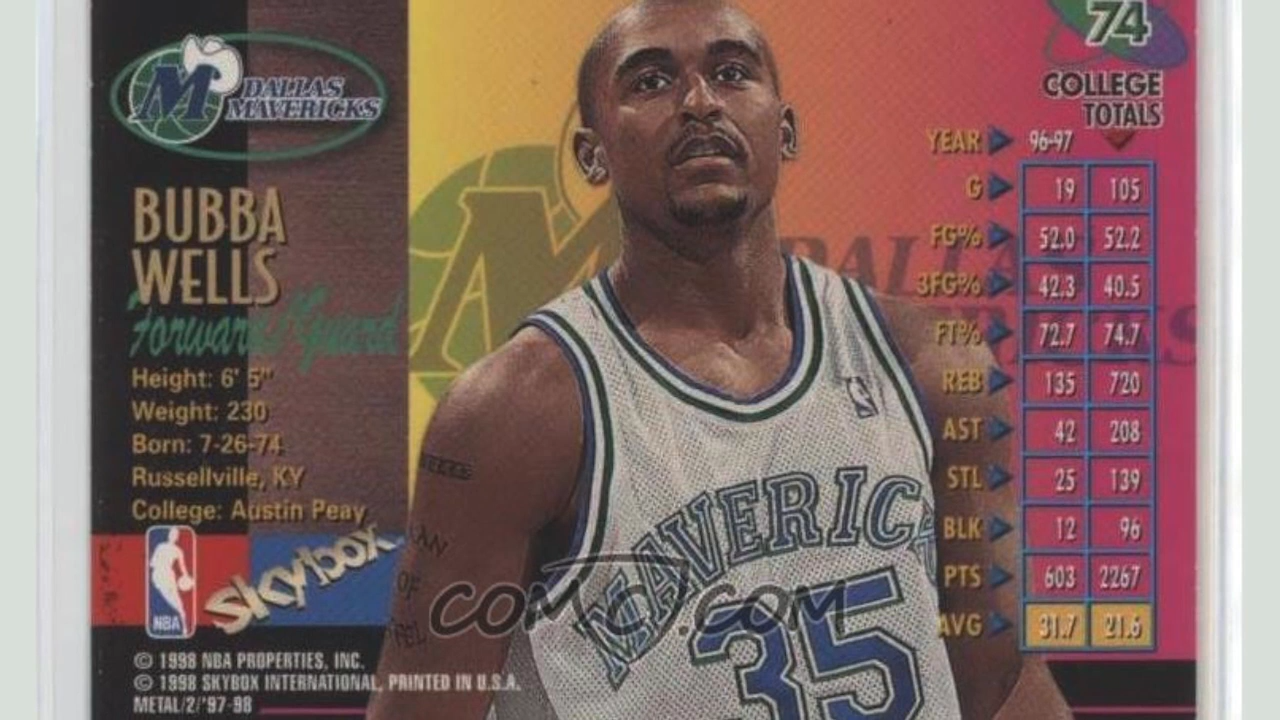 DALLAS
MAVERICKS
BUBBA
WELLS
forward/guard
Height: 6' 5"
Weight: 230
Born: 7-26-74
Russellville, KY
College: Austin Peay
NBA
skybox
© 1998 NBA PROPERTIES, INC.
© 1998 SKYBOX INTERNATIONAL, PRINTED IN U.S.A.
METAL/2/'97-98
MAVERIC
35
COMC.COM
74
COLLEGE
TOTALS
YEAR 96-97
G 19 105
FG% 52.0 52.2
3FG% 42.3 40.5
FT% 72.7 74.7
REB 135 720
AST 42 208
STL 25 139
BLK 12 96
PTS 603 2267
AVG 31.7 21.6